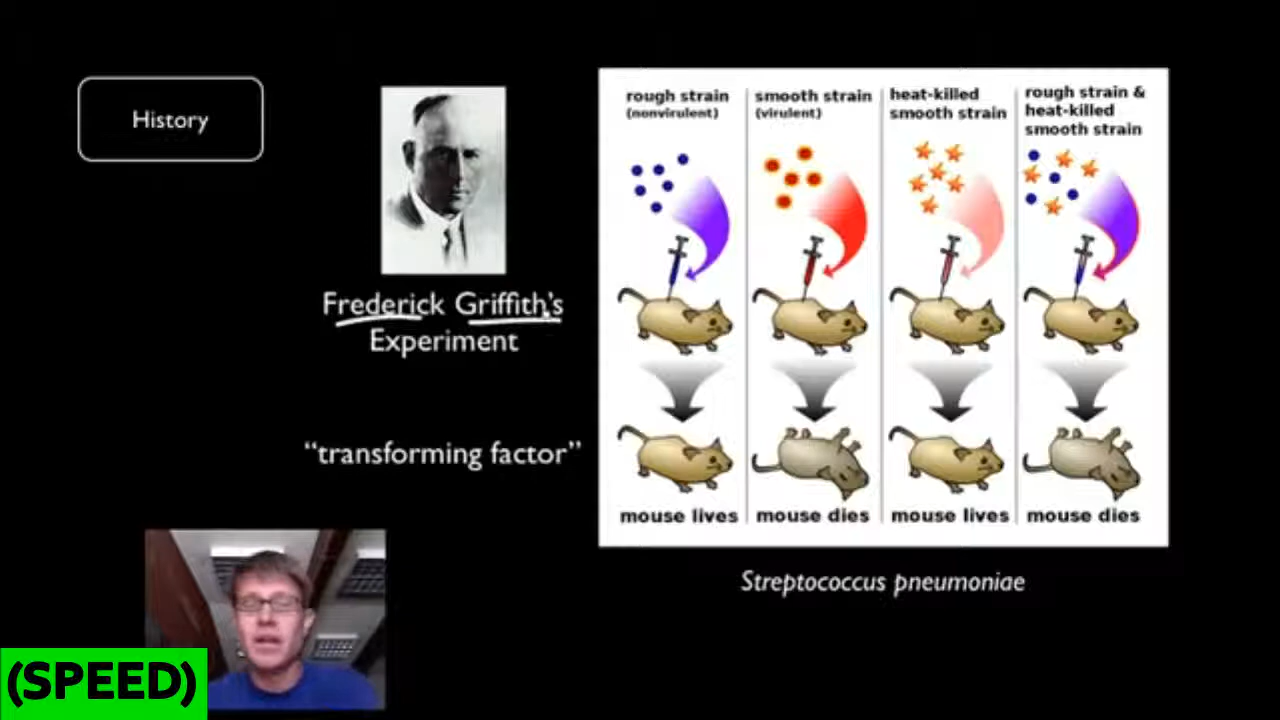 History
Frederick Griffith's
Experiment
“transforming factor”
rough strain
(nonvirulent)
smooth strain
(virulent)
heat-killed
smooth strain
rough strain &
heat-killed
smooth strain
mouse lives
mouse dies
mouse lives
mouse dies
Streptococcus pneumoniae
(SPEED)